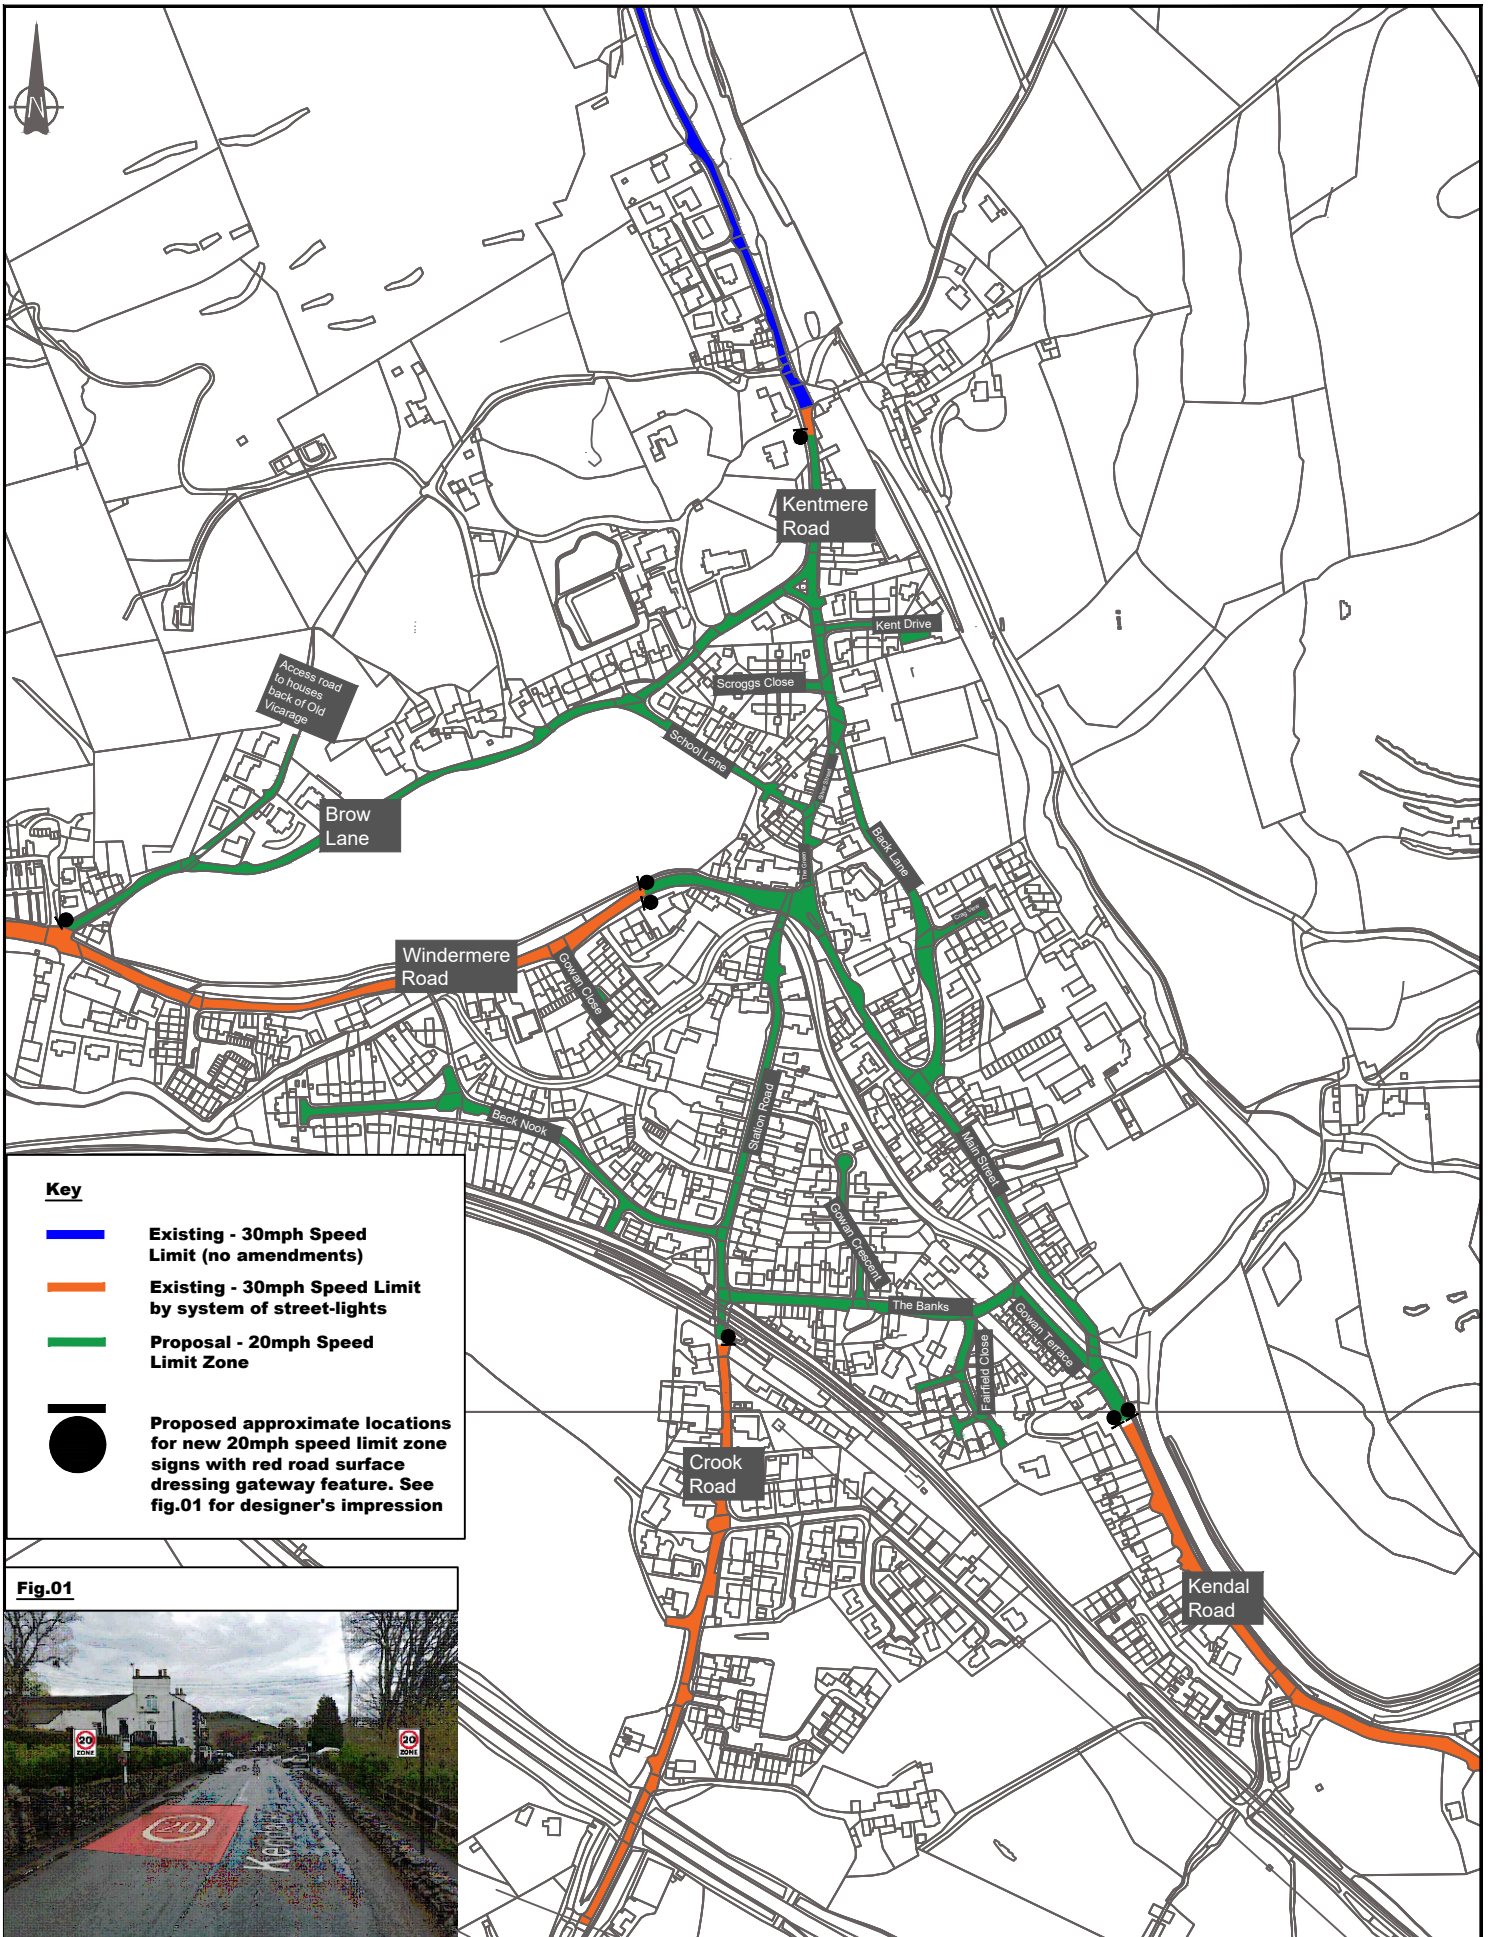 N
Kentmere
Road
Kent Drive
Scroggs Close
Access road
to houses
back of Old
Vicarage
School Lane
Brow
Lane
Back Lane
The Green
Crag View
Windermere
Road
Gowan Close
Beck Nook
Station Road
Main Street
Gowan Crescent
The Banks
Gowan Terrace
Fairfield Close
Crook
Road
Kendal
Road
Key
Existing - 30mph Speed
Limit (no amendments)
Existing - 30mph Speed Limit
by system of street-lights
Proposal - 20mph Speed
Limit Zone
Proposed approximate locations
for new 20mph speed limit zone
signs with red road surface
dressing gateway feature. See
fig.01 for designer's impression
Fig.01
20
ZONE
20
ZONE
20